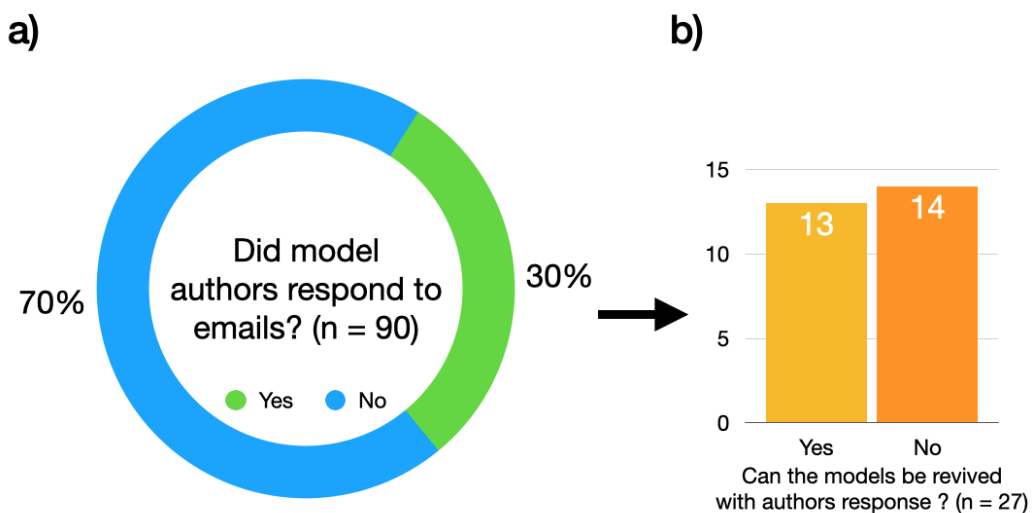 a)
70%
Did model
authors respond to
emails? (n = 90)
Yes
No
30%
b)
15
10
5
0
13
14
Yes
No
Can the models be revived
with authors response ? (n = 27)